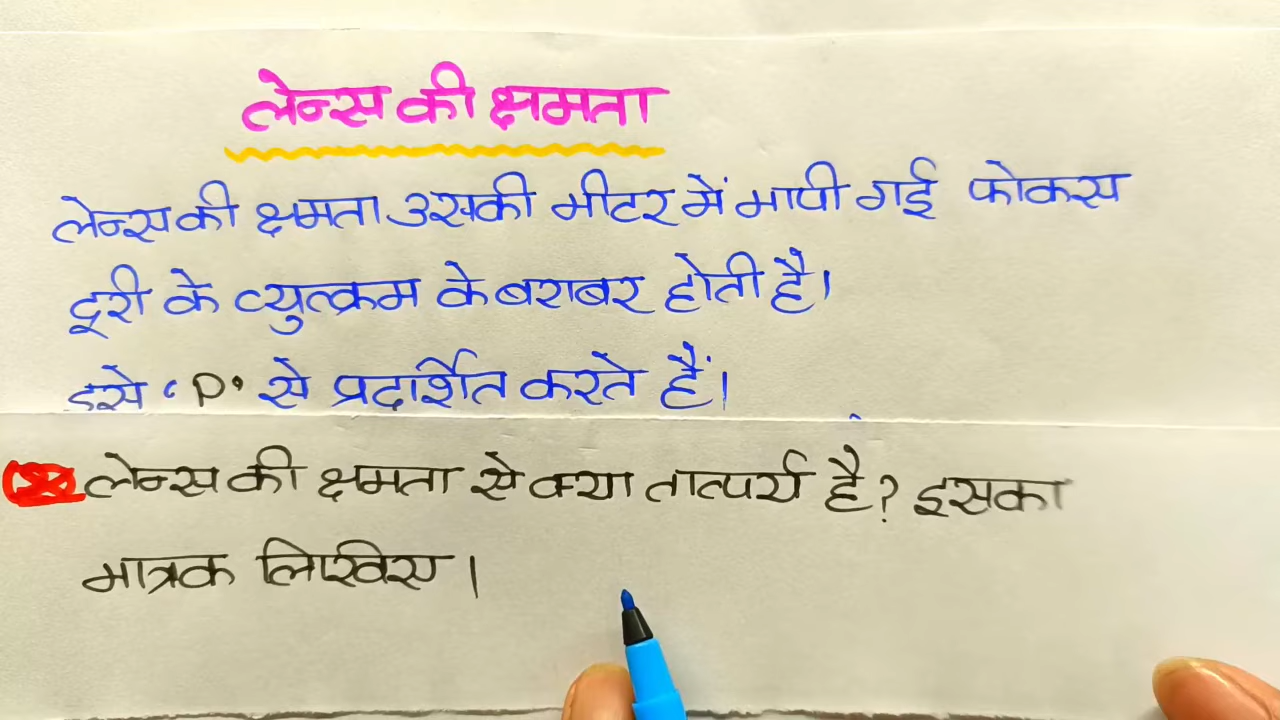 लेन्स की क्षमता
लेन्स की क्षमता उसकी मीटर में मापी गई फोकस
दूरी के व्युत्क्रम के बराबर होती है।
इसे 'P' से प्रदर्शित करते हैं।
लेन्स की क्षमता से क्या तात्पर्य है? इसका
मात्रक लिखिए।